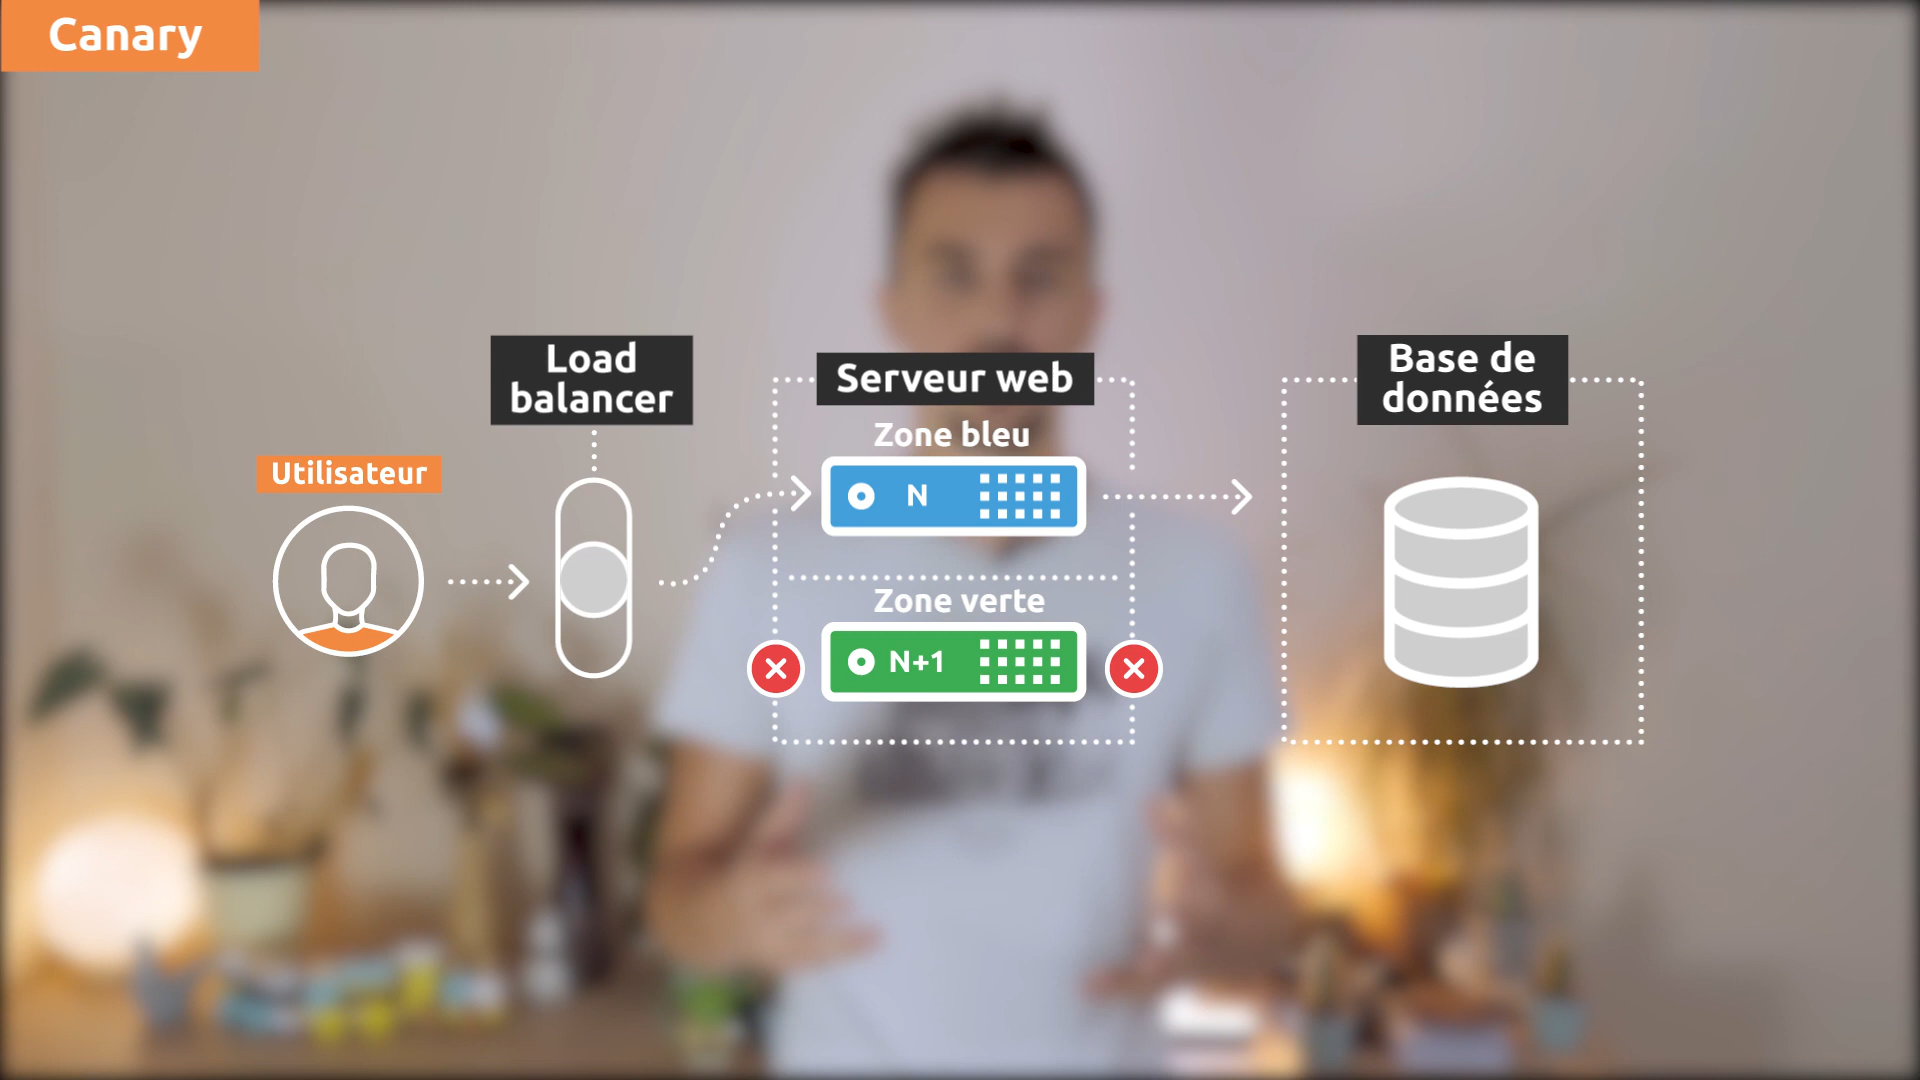 Canary
Load
balancer
Serveur web
Base de
données
Zone bleu
Utilisateur
N
Zone verte
N+1